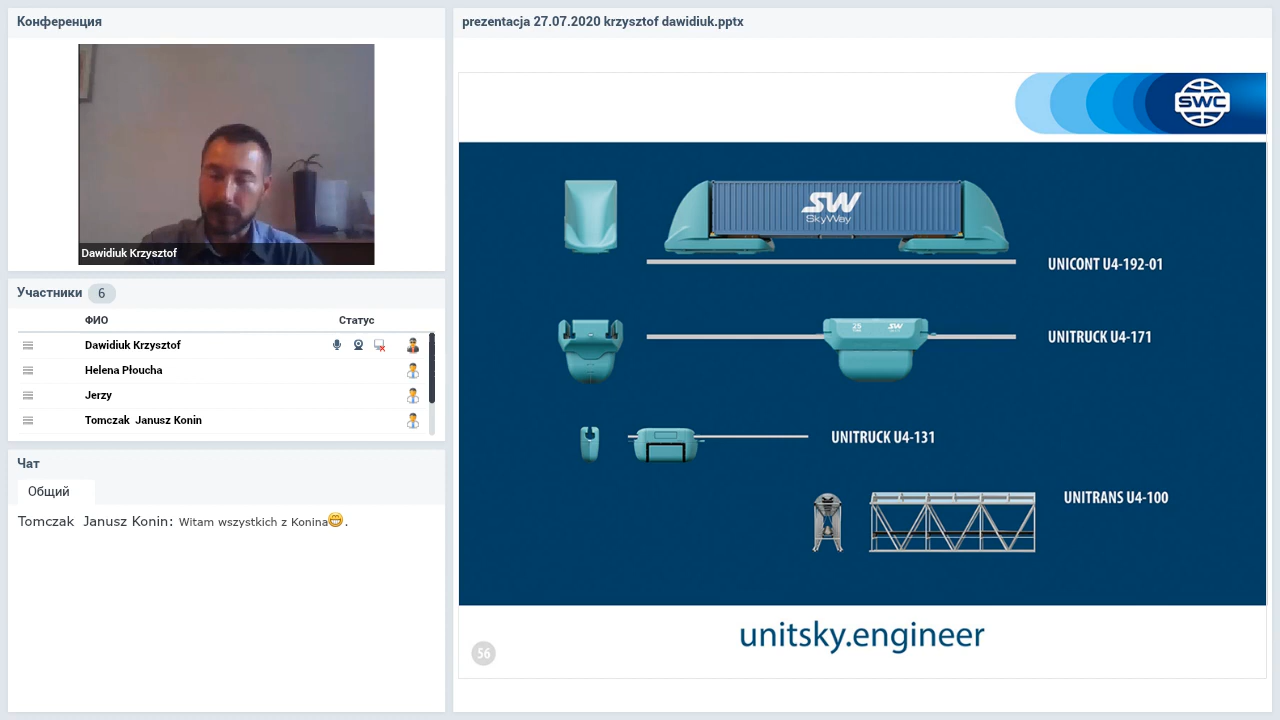 Конференция
Dawidiuk Krzysztof
Участники 6
ФИО Статус
Dawidiuk Krzysztof
Helena Płoucha
Jerzy
Tomczak Janusz Konin
Чат
Общий
Tomczak Janusz Konin: Witam wszystkich z Konina😁.
prezentacja 27.07.2020 krzysztof dawidiuk.pptx
SWC
SW
SkyWay
UNICONT U4-192-01
25
SW
UNITRUCK U4-171
UNITRUCK U4-131
UNITRANS U4-100
unitsky.engineer
56